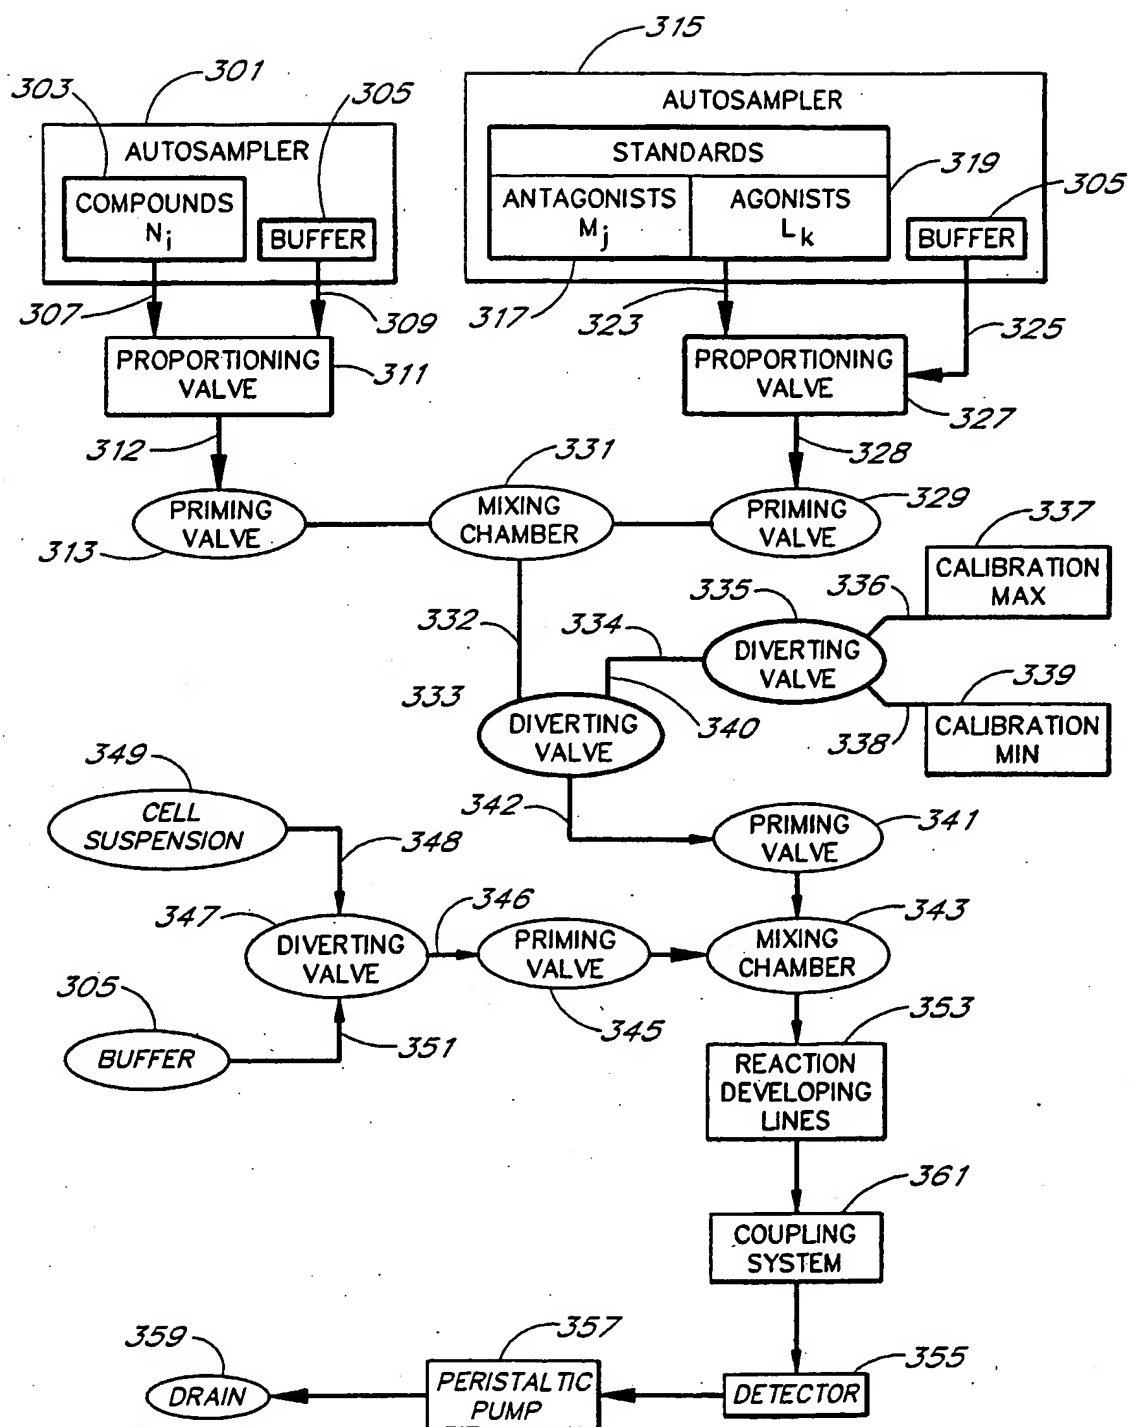 315
301
303
305
AUTOSAMPLER
AUTOSAMPLER
STANDARDS
319
305
COMPOUNDS
Ni
BUFFER
ANTAGONISTS
Mj
AGONISTS
Lk
BUFFER
307
309
317
323
325
PROPORTIONING
VALVE
311
PROPORTIONING
VALVE
327
312
331
328
329
PRIMING
VALVE
313
MIXING
CHAMBER
PRIMING
VALVE
337
CALIBRATION
MAX
335
336
332
334
DIVERTING
VALVE
339
333
340
338
CALIBRATION
MIN
DIVERTING
VALVE
349
CELL
SUSPENSION
342
PRIMING
VALVE
341
348
347
346
343
DIVERTING
VALVE
PRIMING
VALVE
MIXING
CHAMBER
305
345
353
BUFFER
351
REACTION
DEVELOPING
LINES
361
COUPLING
SYSTEM
359
357
355
DRAIN
PERISTALTIC
PUMP
DETECTOR